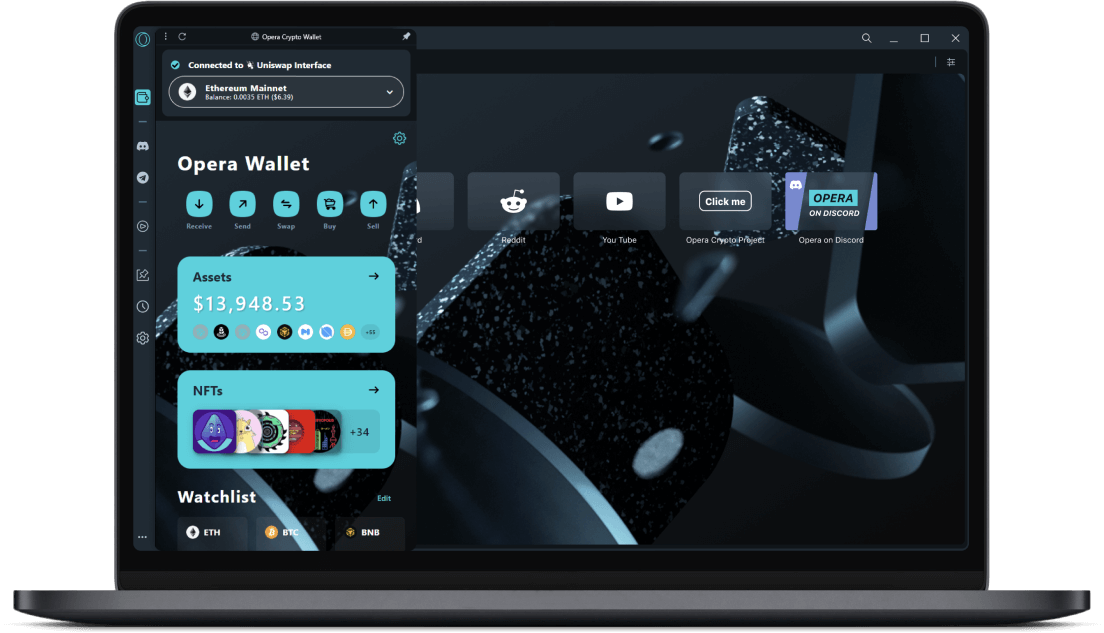 Opera Crypto Wallet
Connected to Uniswap Interface
Ethereum Mainnet
Balance: 0.0035 ETH ($6.39)
Opera Wallet
Receive
Send
Swap
Buy
Sell
Assets
$13,948.53
+55
NFTs
+34
Watchlist
Edit
ETH
BTC
BNB
d
Reddit
You Tube
Click me
Opera Crypto Project
OPERA
ON DISCORD
Opera on Discord